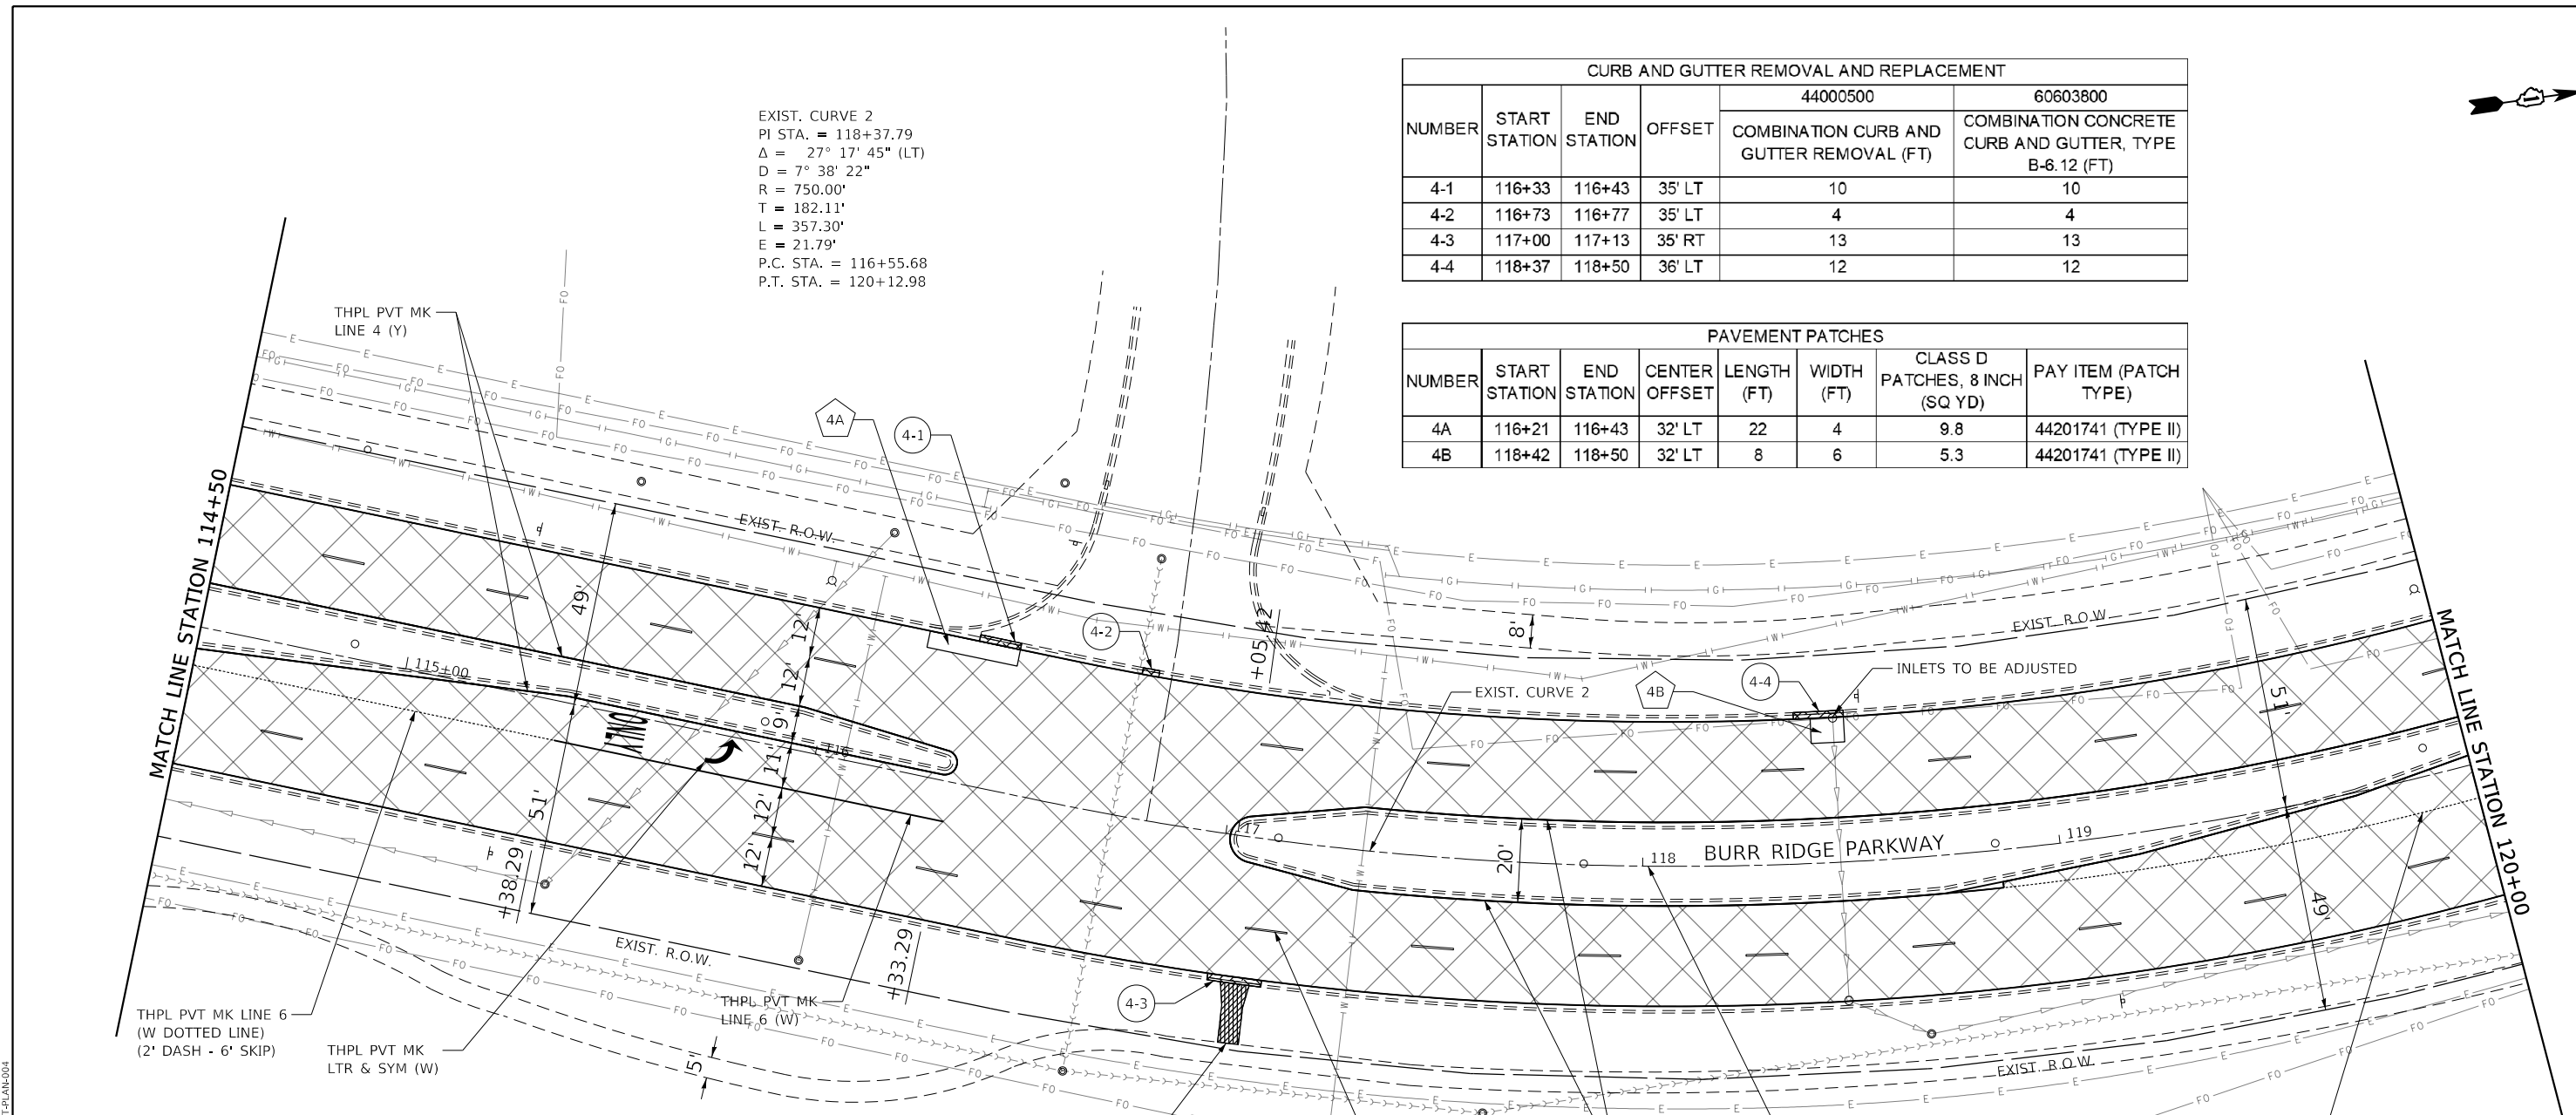 EXIST. CURVE 2
PI STA. = 118+37.79
Δ = 27° 17' 45" (LT)
D = 7° 38' 22"
R = 750.00'
T = 182.11'
L = 357.30'
E = 21.79'
P.C. STA. = 116+55.68
P.T. STA. = 120+12.98
CURB AND GUTTER REMOVAL AND REPLACEMENT
NUMBER START STATION END STATION OFFSET 44000500 COMBINATION CURB AND GUTTER REMOVAL (FT) 60603800 COMBINATION CONCRETE CURB AND GUTTER, TYPE B-6.12 (FT)
4-1 116+33 116+43 35' LT 10 10
4-2 116+73 116+77 35' LT 4 4
4-3 117+00 117+13 35' RT 13 13
4-4 118+37 118+50 36' LT 12 12
PAVEMENT PATCHES
NUMBER START STATION END STATION CENTER OFFSET LENGTH (FT) WIDTH (FT) CLASS D PATCHES, 8 INCH (SQ YD) PAY ITEM (PATCH TYPE)
4A 116+21 116+43 32' LT 22 4 9.8 44201741 (TYPE II)
4B 118+42 118+50 32' LT 8 6 5.3 44201741 (TYPE II)
THPL PVT MK
LINE 4 (Y)
4A
4-1
EXIST. R.O.W.
MATCH LINE STATION 114+50
49'
12'
12'
9'
11'
12'
12'
115+00
116
51'
+38.29
4-2
+05.42
8'
EXIST. CURVE 2
4B
4-4
INLETS TO BE ADJUSTED
EXIST. R.O.W
51'
MATCH LINE STATION 120+00
17
20'
118
BURR RIDGE PARKWAY
119
49'
EXIST. R.O.W.
+33.29
4-3
THPL PVT MK
LINE 6 (W)
THPL PVT MK LINE 6
(W DOTTED LINE)
(2' DASH - 6' SKIP)
THPL PVT MK
LTR & SYM (W)
5'
EXIST. R.O.W.
T-PLAN-004